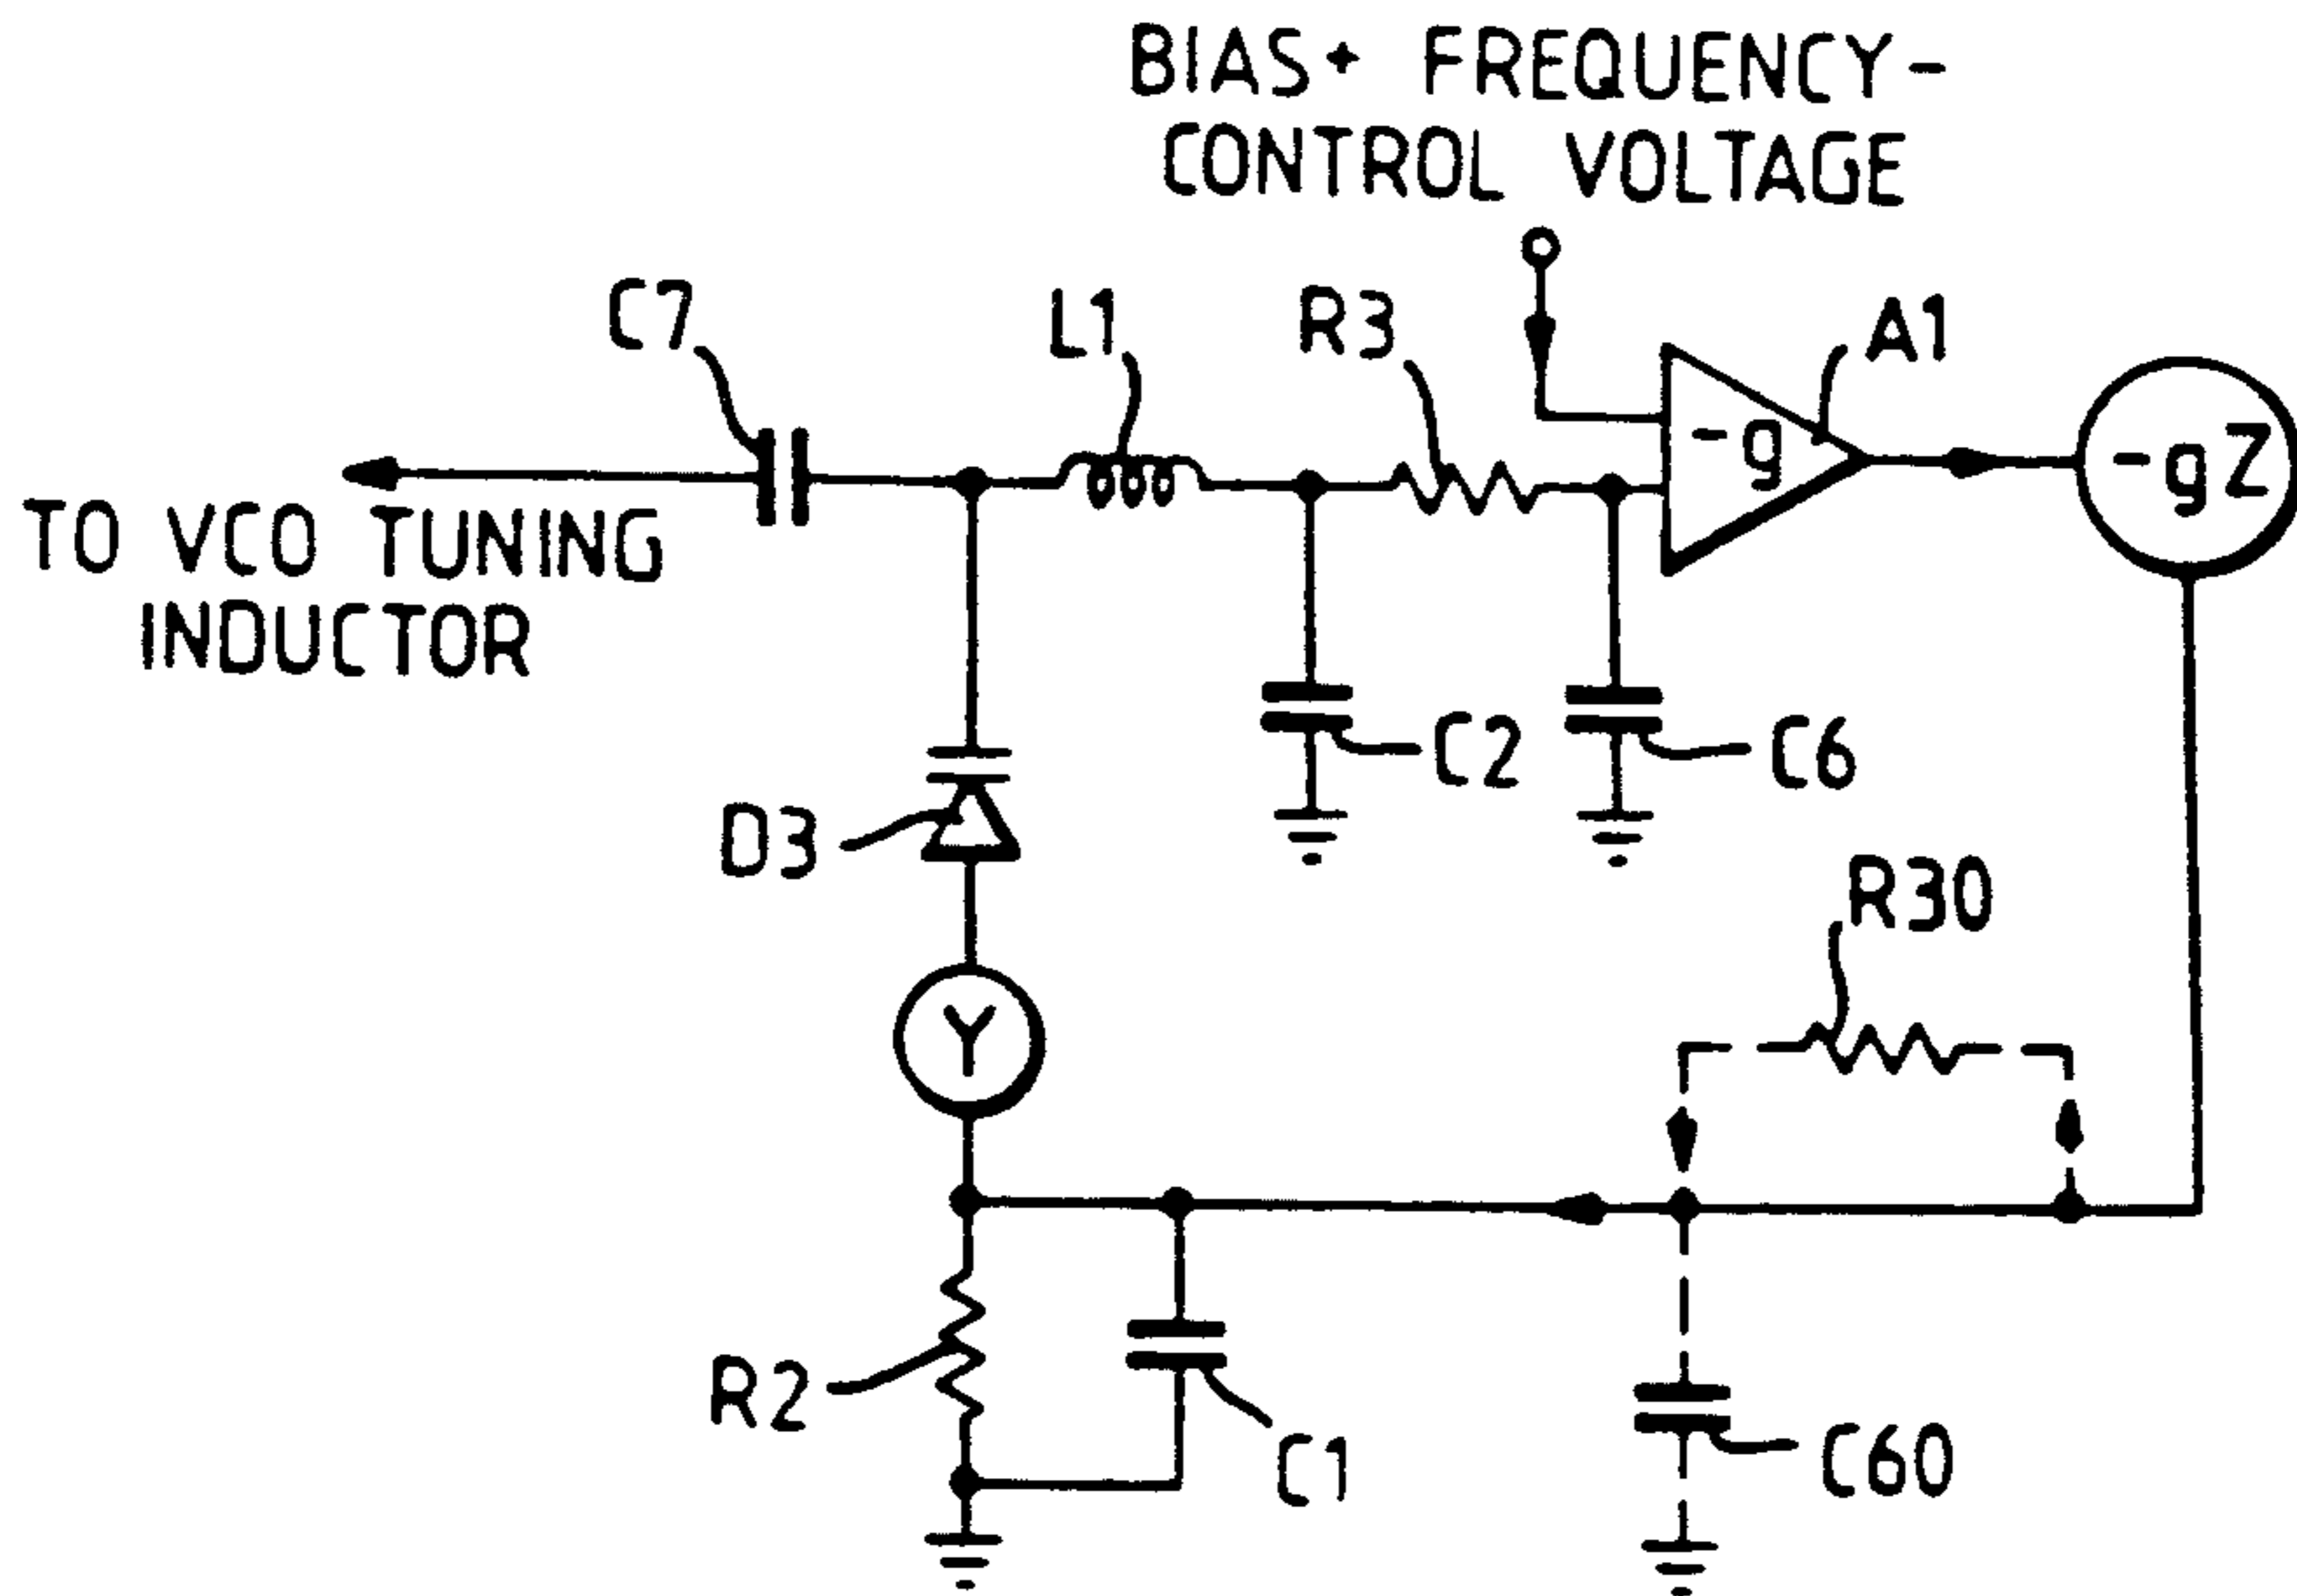 BIAS+ FREQUENCY-
CONTROL VOLTAGE
C7
L1
R3
A1
-g
-gZ
TO VCO TUNING
INDUCTOR
C2
C6
D3
R30
Y
R2
C1
C60